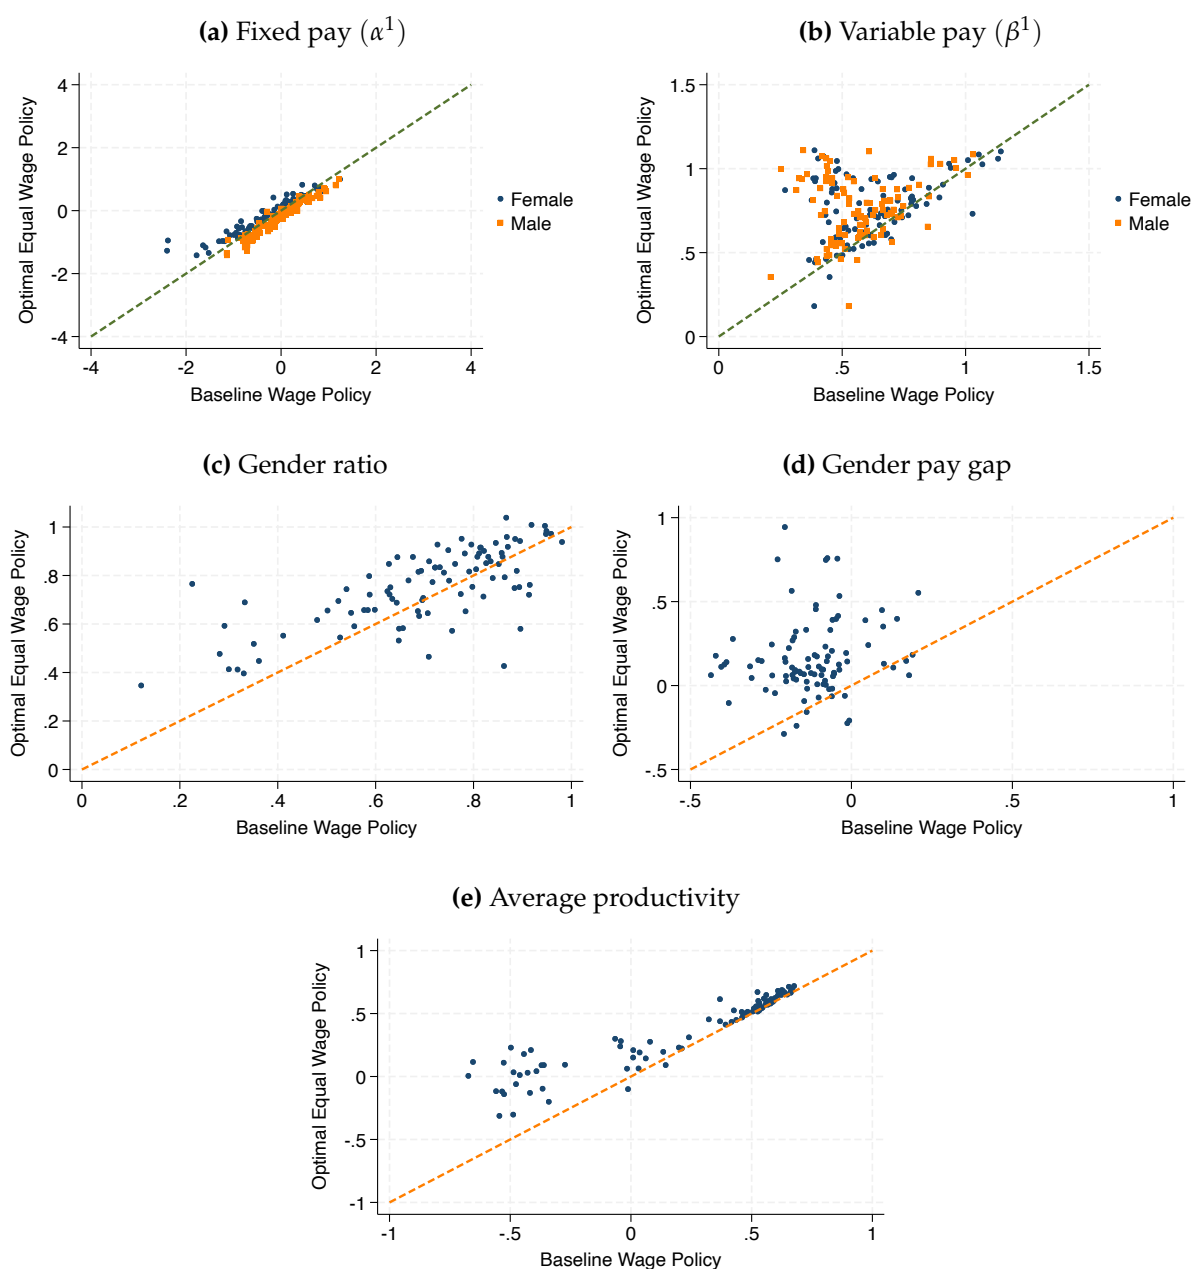 (a) Fixed pay (α¹)
Optimal Equal Wage Policy
4
2
0
-2
-4
-4 -2 0 2 4
Baseline Wage Policy
Female
Male
(b) Variable pay (β¹)
Optimal Equal Wage Policy
1.5
1
.5
0
0 .5 1 1.5
Baseline Wage Policy
Female
Male
(c) Gender ratio
Optimal Equal Wage Policy
1
.8
.6
.4
.2
0
0 .2 .4 .6 .8 1
Baseline Wage Policy
(d) Gender pay gap
Optimal Equal Wage Policy
1
.5
0
-.5
-.5 0 .5 1
Baseline Wage Policy
(e) Average productivity
Optimal Equal Wage Policy
1
.5
0
-.5
-1
-1 -.5 0 .5 1
Baseline Wage Policy